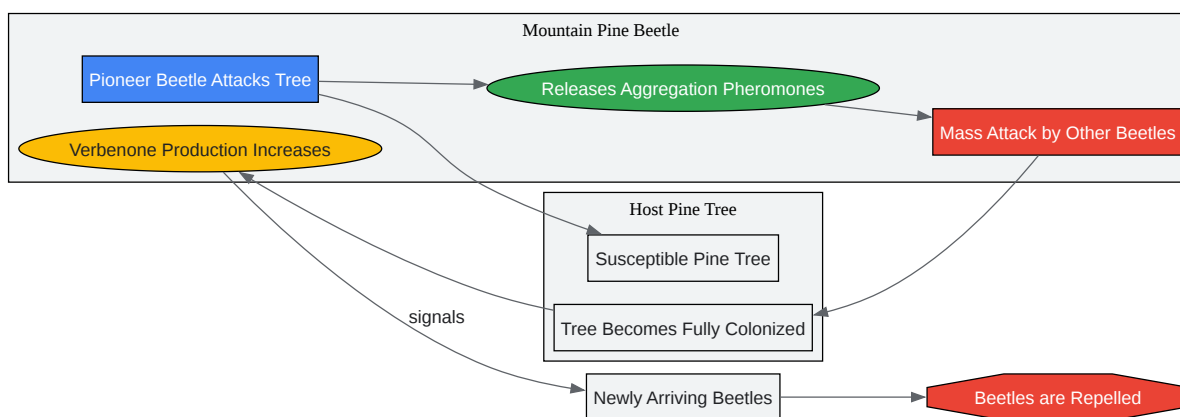 Mountain Pine Beetle
Pioneer Beetle Attacks Tree
Releases Aggregation Pheromones
Mass Attack by Other Beetles
Verbenone Production Increases
Host Pine Tree
Susceptible Pine Tree
signals
Tree Becomes Fully Colonized
Newly Arriving Beetles
Beetles are Repelled